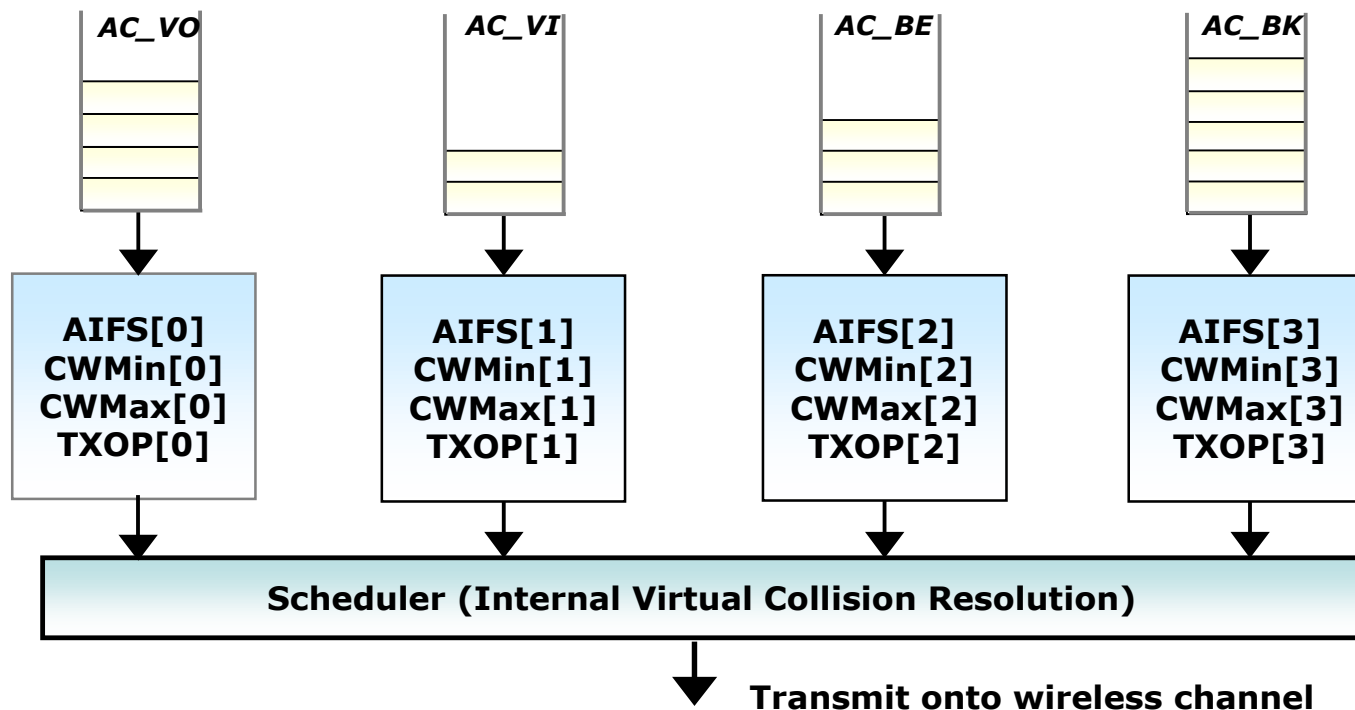 AC_VO
AC_VI
AC_BE
AC_BK
AIFS[0]
CWMin[0]
CWMax[0]
TXOP[0]
AIFS[1]
CWMin[1]
CWMax[1]
TXOP[1]
AIFS[2]
CWMin[2]
CWMax[2]
TXOP[2]
AIFS[3]
CWMin[3]
CWMax[3]
TXOP[3]
Scheduler (Internal Virtual Collision Resolution)
Transmit onto wireless channel